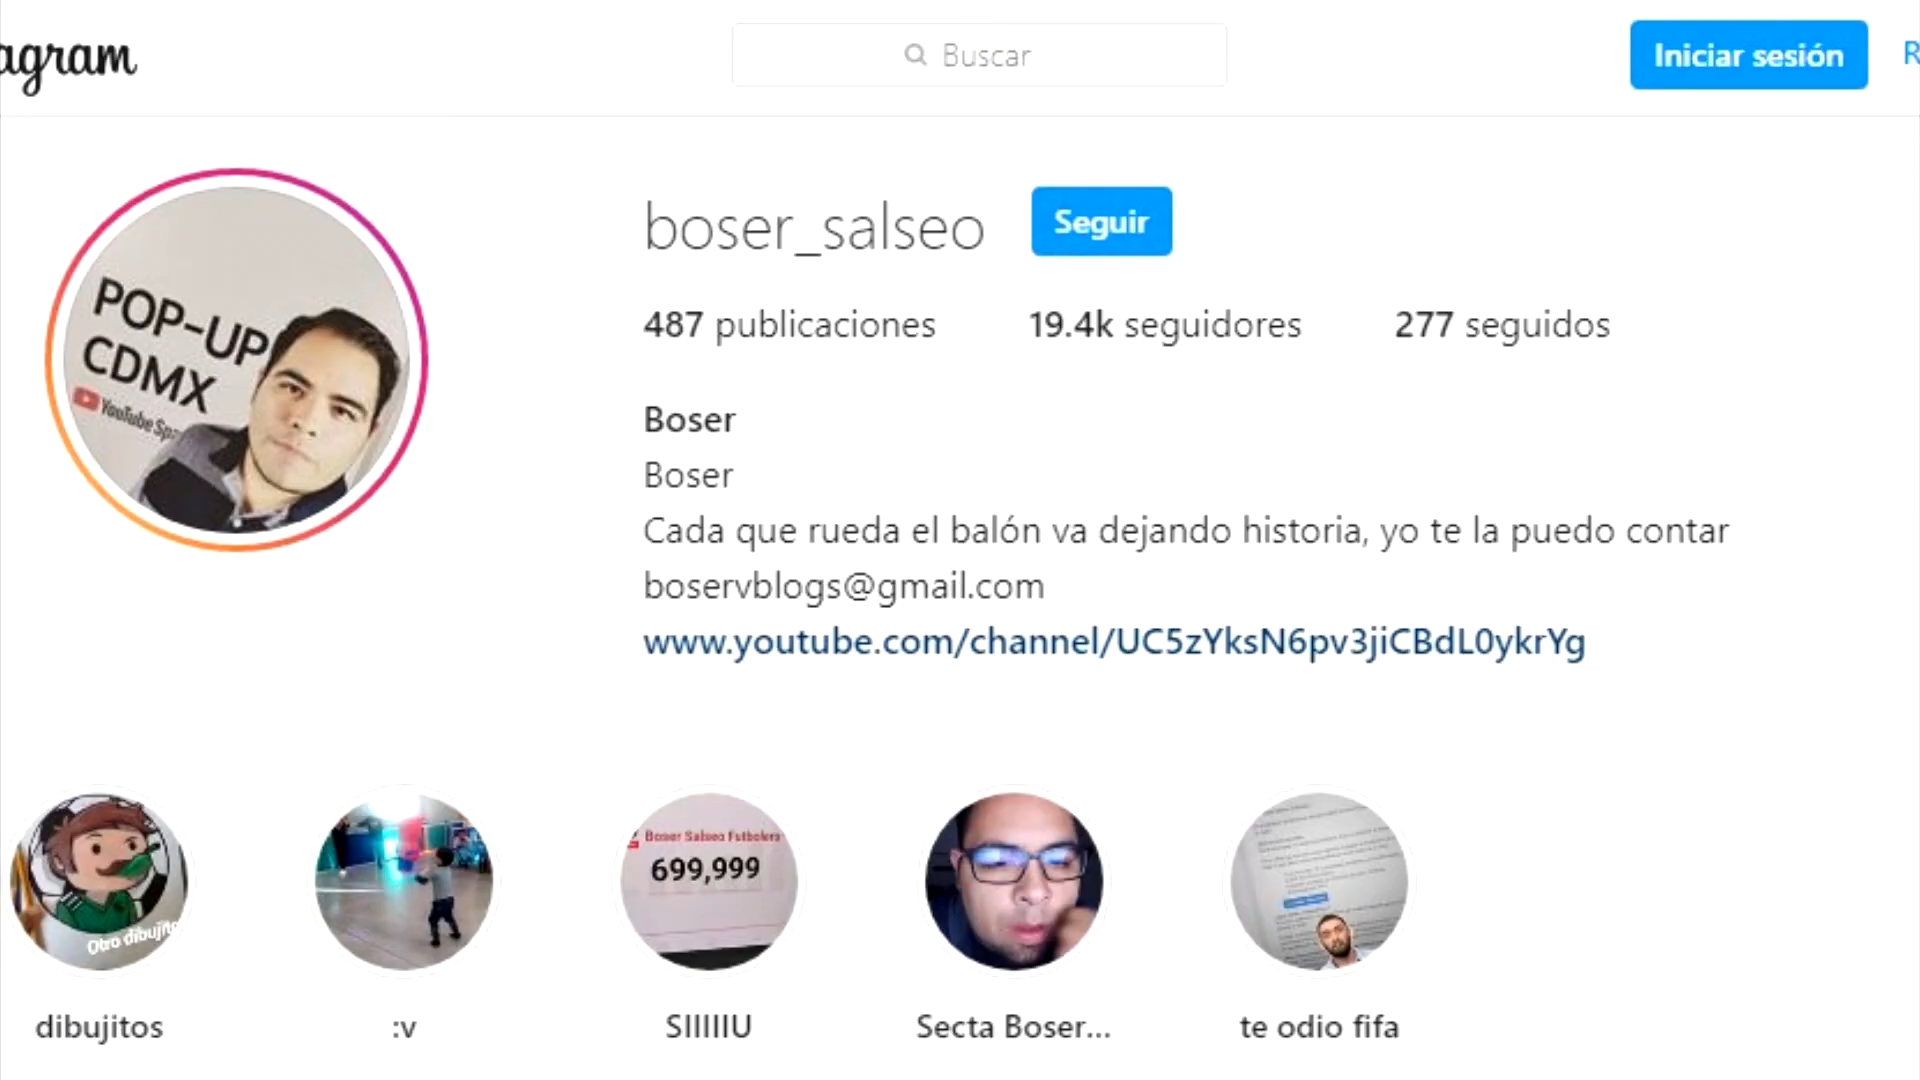 agram
Buscar
Iniciar sesión
R
boser_salseo
Seguir
487 publicaciones
19.4k seguidores
277 seguidos
POP-UP
CDMX
YouTube Spa
Boser
Boser
Cada que rueda el balón va dejando historia, yo te la puedo contar
boservblogs@gmail.com
www.youtube.com/channel/UC5zYksN6pv3jiCBdL0ykrYg
Otro dibujito
Boser Salseo Futbolero
699,999
dibujitos
:v
SIIIIIU
Secta Boser...
te odio fifa